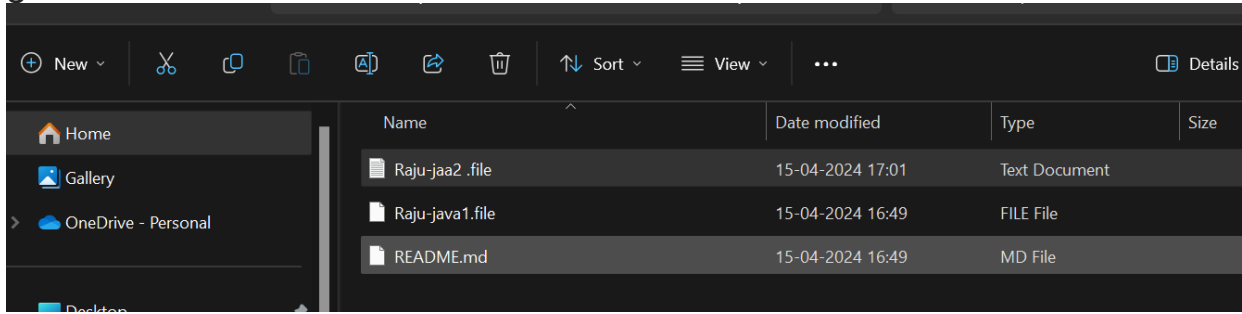 New Sort View ••• Details
Home
Gallery
OneDrive - Personal
Desktop
Name Date modified Type Size
Raju-jaa2 .file 15-04-2024 17:01 Text Document
Raju-java1.file 15-04-2024 16:49 FILE File
README.md 15-04-2024 16:49 MD File